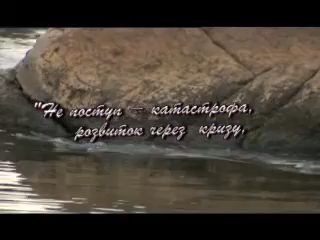 "Не поступ – катастрофа,
розвиток через кризу,